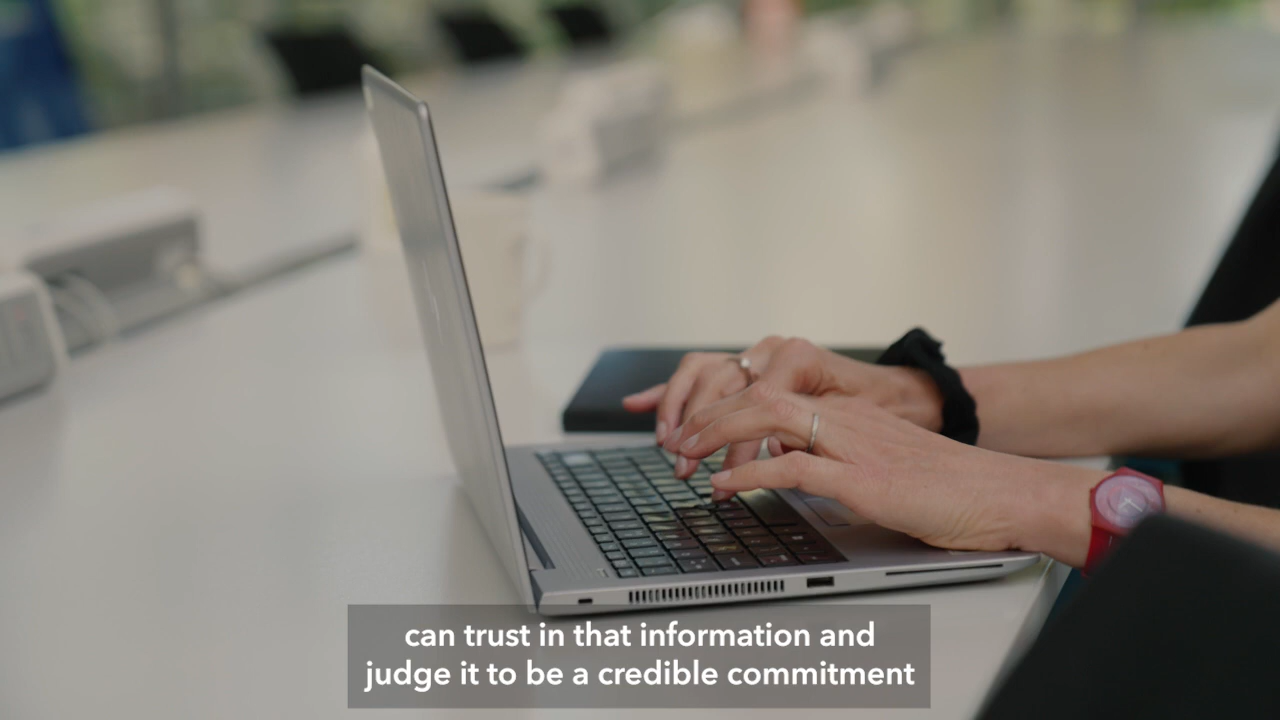 can trust in that information and
judge it to be a credible commitment